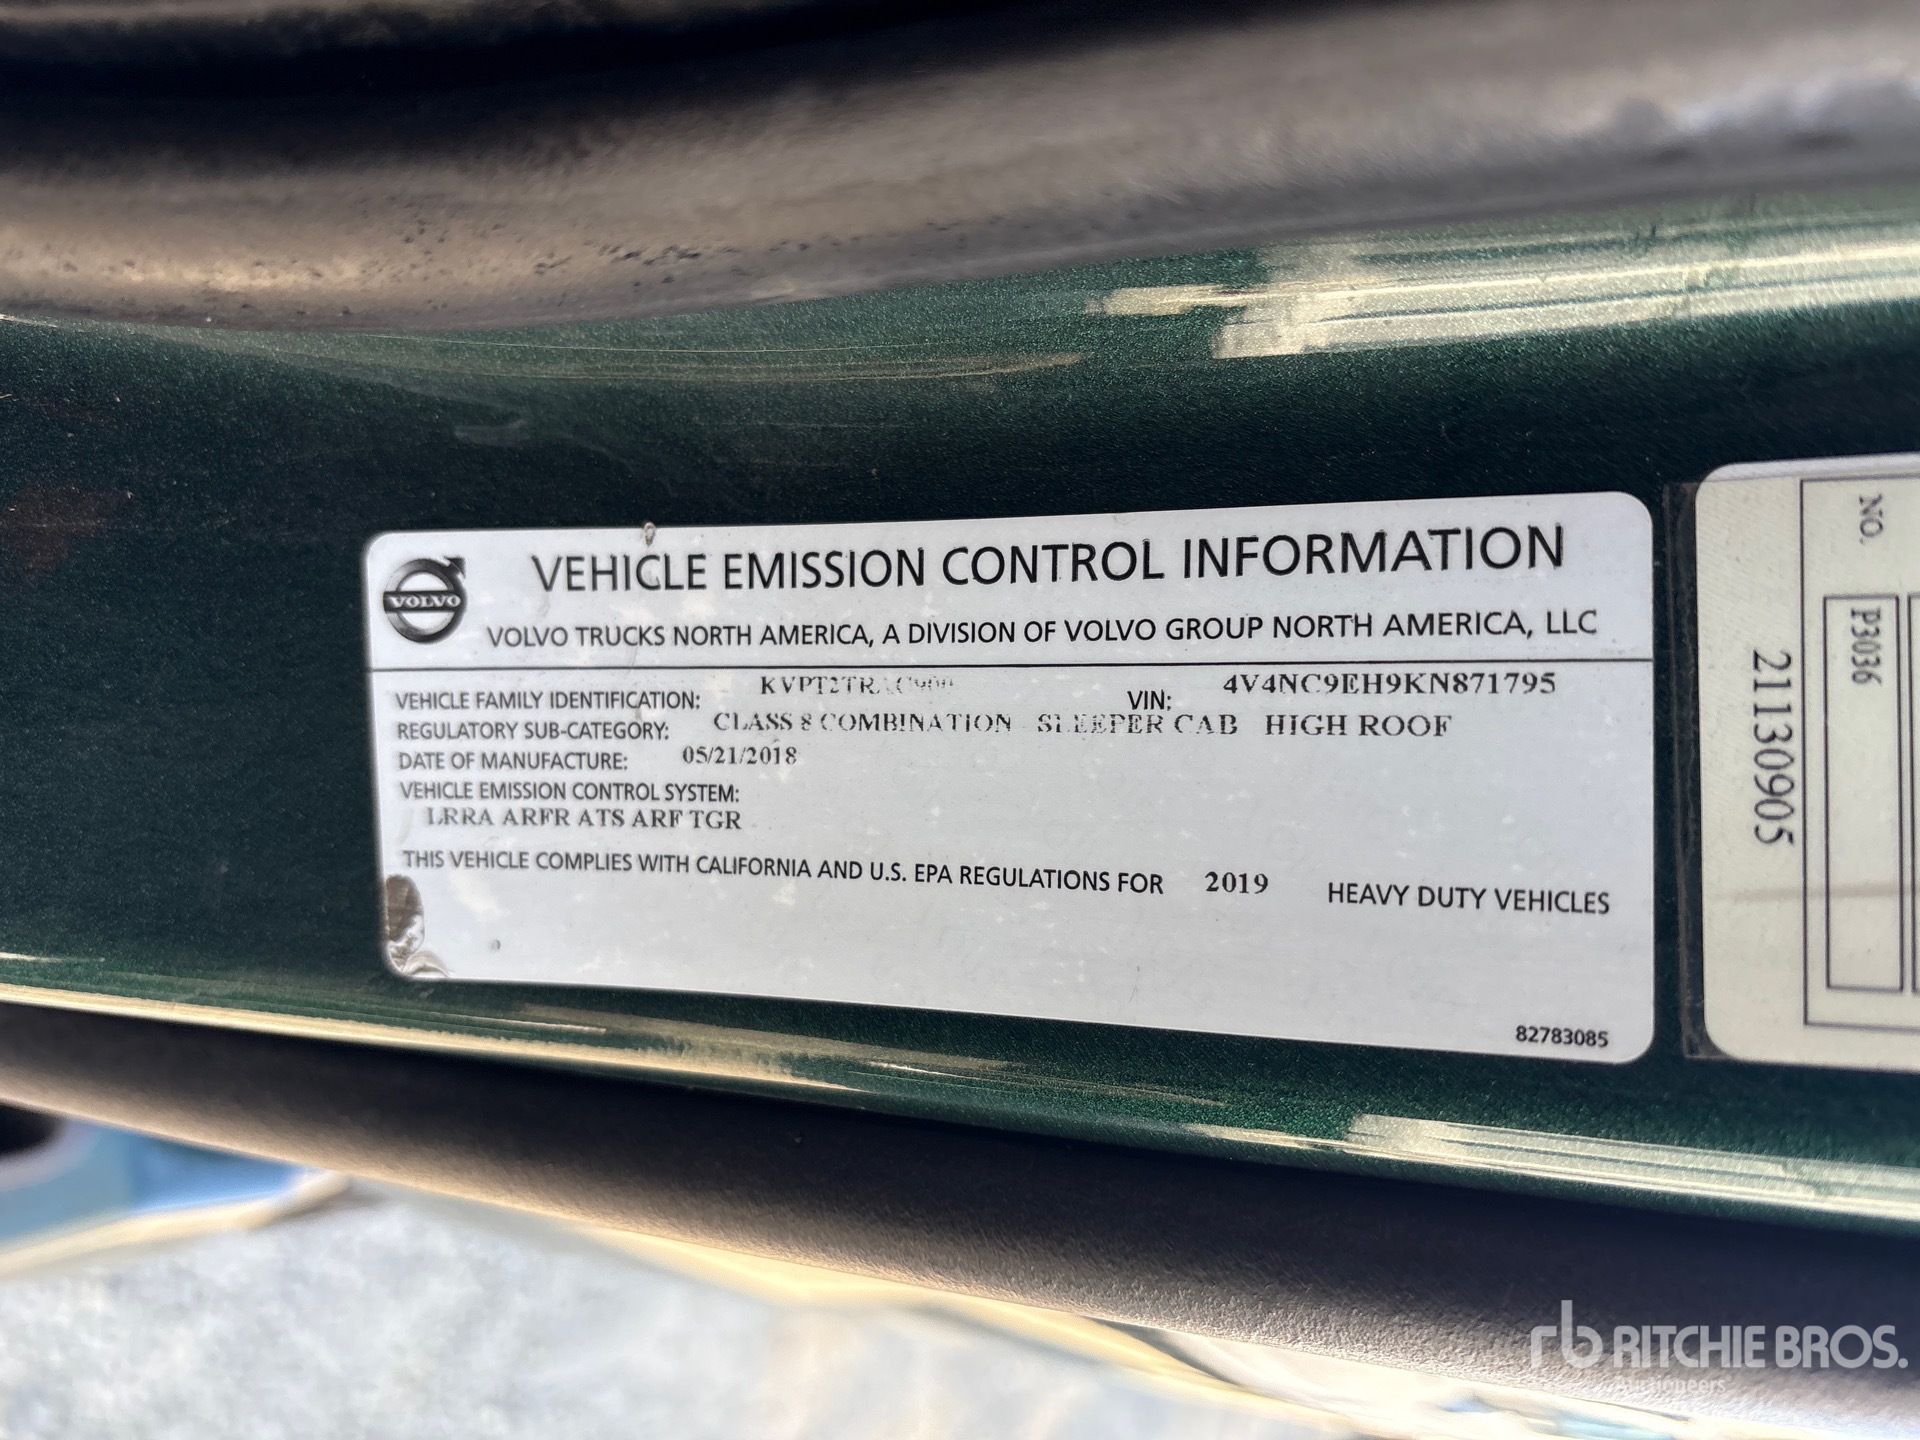 VOLVO
VEHICLE EMISSION CONTROL INFORMATION
VOLVO TRUCKS NORTH AMERICA, A DIVISION OF VOLVO GROUP NORTH AMERICA, LLC
VEHICLE FAMILY IDENTIFICATION: VIN: 4V4NC9EH9KN871795
REGULATORY SUB-CATEGORY: CLASS 8 COMBINATION SLEEPER CAB HIGH ROOF
DATE OF MANUFACTURE: 05/21/2018
VEHICLE EMISSION CONTROL SYSTEM:
LRRA ARFR ATS ARF TGR
THIS VEHICLE COMPLIES WITH CALIFORNIA AND U.S. EPA REGULATIONS FOR 2019 HEAVY DUTY VEHICLES
82783085
NO.
P3036
21130905
rb RITCHIE BROS.
Auctioneers